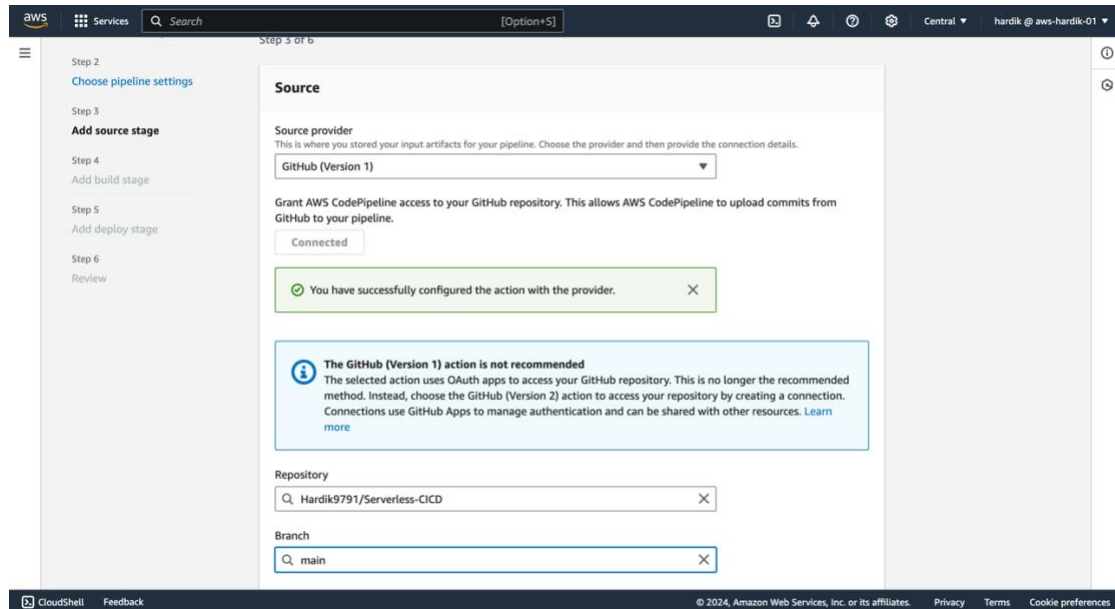 aws
Services
Search
[Option+S]
Central
hardik @ aws-hardik-01
Step 3 of 6
Step 2
Choose pipeline settings
Step 3
Add source stage
Step 4
Add build stage
Step 5
Add deploy stage
Step 6
Review
Source
Source provider
This is where you stored your input artifacts for your pipeline. Choose the provider and then provide the connection details.
GitHub (Version 1)
Grant AWS CodePipeline access to your GitHub repository. This allows AWS CodePipeline to upload commits from
GitHub to your pipeline.
Connected
You have successfully configured the action with the provider.
The GitHub (Version 1) action is not recommended
The selected action uses OAuth apps to access your GitHub repository. This is no longer the recommended
method. Instead, choose the GitHub (Version 2) action to access your repository by creating a connection.
Connections use GitHub Apps to manage authentication and can be shared with other resources. Learn
more
Repository
Hardik9791/Serverless-CICD
Branch
main
CloudShell
Feedback
© 2024, Amazon Web Services, Inc. or its affiliates.
Privacy
Terms
Cookie preferences